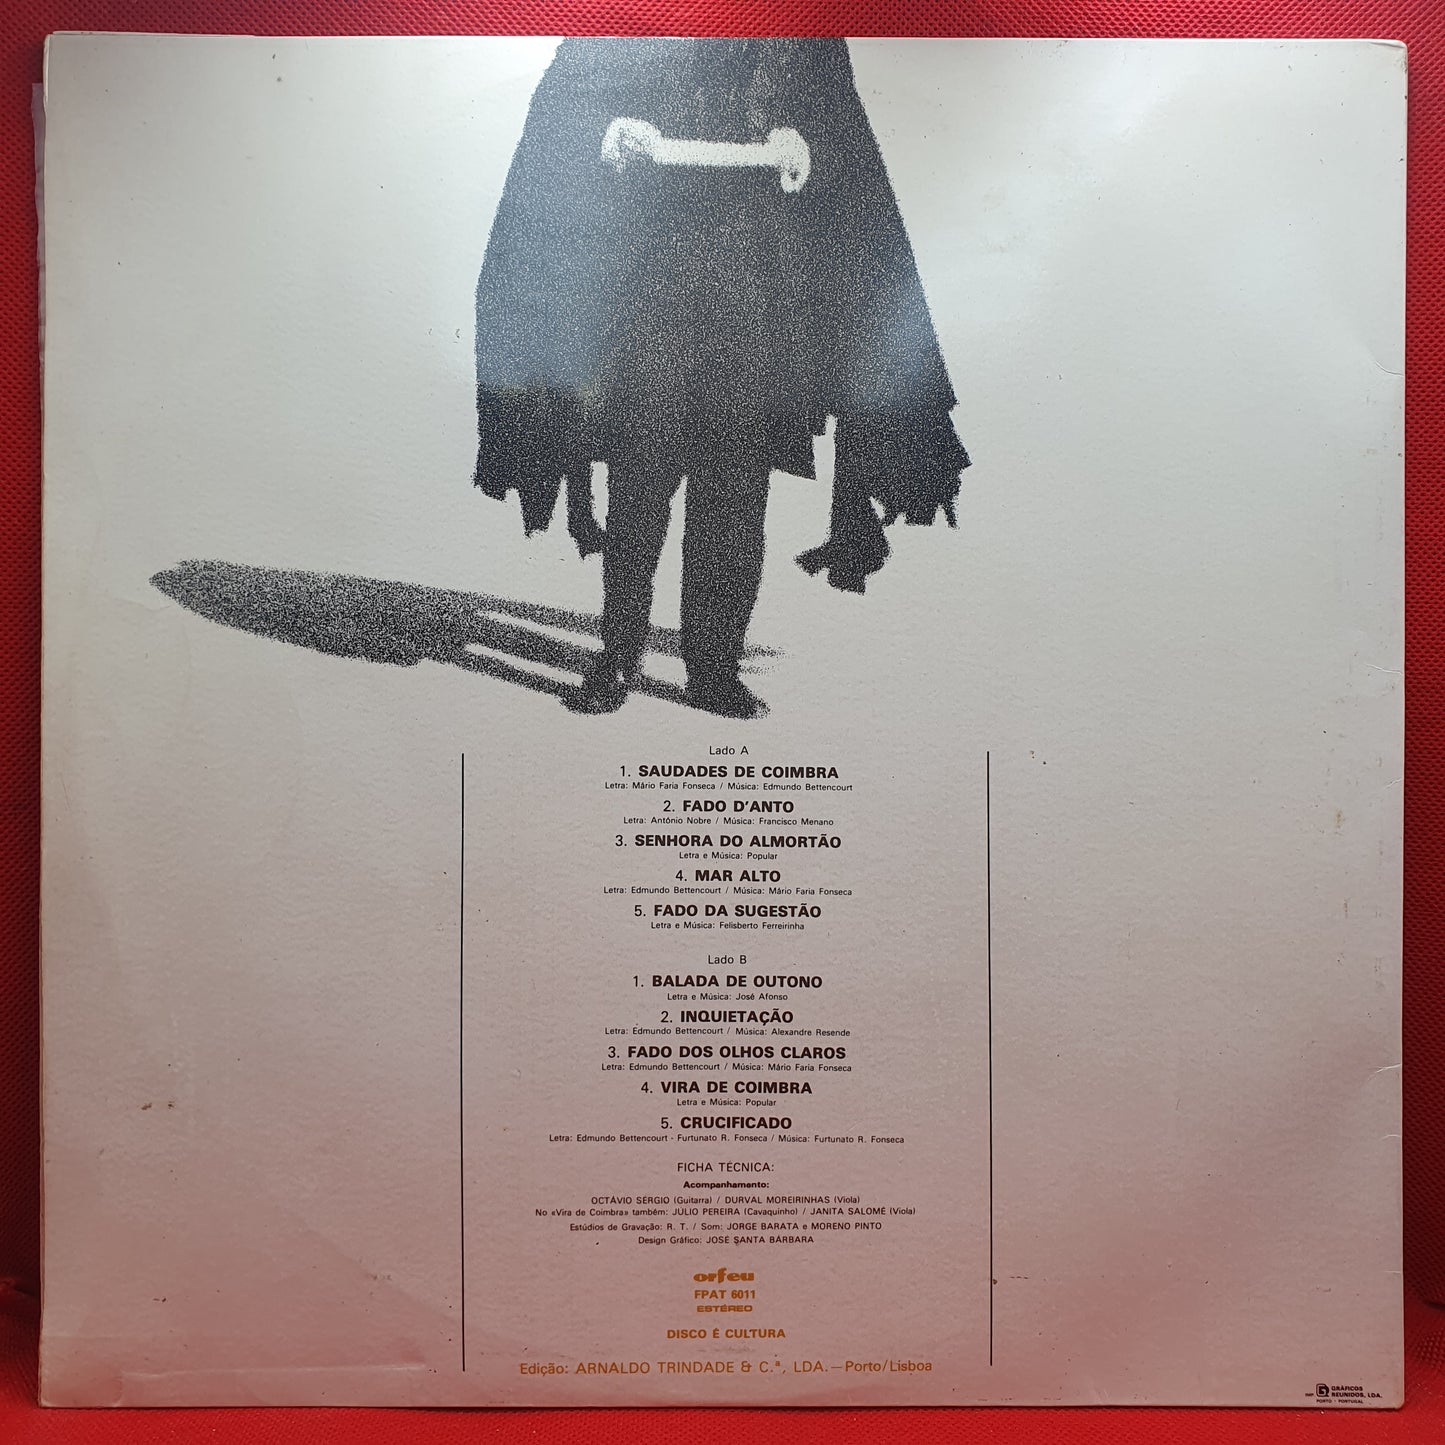 Lado A
1. SAUDADES DE COIMBRA
Letra: Mário Faria Fonseca / Música: Edmundo Bettencourt
2. FADO D'ANTO
Letra: António Nobre / Música: Francisco Menano
3. SENHORA DO ALMORTÃO
Letra e Música: Popular
4. MAR ALTO
Letra: Edmundo Bettencourt / Música: Mário Faria Fonseca
5. FADO DA SUGESTÃO
Letra e Música: Felisberto Ferreirinha
Lado B
1. BALADA DE OUTONO
Letra e Música: José Afonso
2. INQUIETAÇÃO
Letra: Edmundo Bettencourt / Música: Alexandre Resende
3. FADO DOS OLHOS CLAROS
Letra: Edmundo Bettencourt / Música: Mário Faria Fonseca
4. VIRA DE COIMBRA
Letra e Música: Popular
5. CRUCIFICADO
Letra: Edmundo Bettencourt - Furtunato R. Fonseca / Música: Furtunato R. Fonseca
FICHA TÉCNICA:
Acompanhamento:
OCTÁVIO SÉRGIO (Guitarra) / DURVAL MOREIRINHAS (Viola)
No «Vira de Coimbra» também: JÚLIO PEREIRA (Cavaquinho) / JANITA SALOMÉ (Viola)
Estúdios de Gravação: R. T. / Som: JORGE BARATA e MORENO PINTO
Design Gráfico: JOSÉ SANTA BÁRBARA
orfeu
FPAT 6011
ESTÉREO
DISCO É CULTURA
Edição: ARNALDO TRINDADE & C.ª, LDA.—Porto/Lisboa
IMP. GRÁFICOS
REUNIDOS, LDA.
PORTO - PORTUGAL